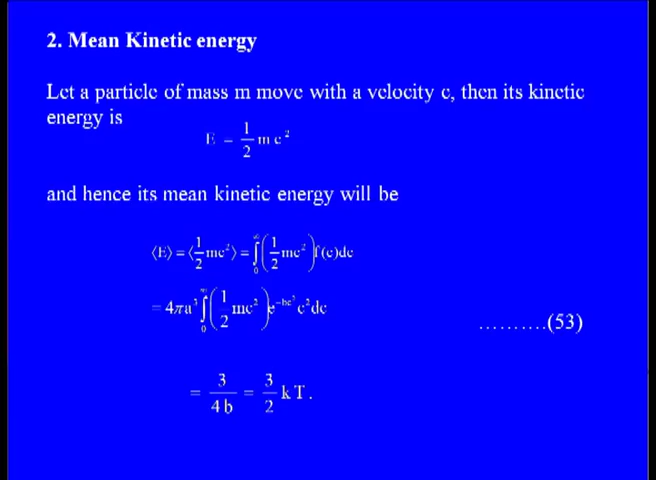 2. Mean Kinetic energy
Let a particle of mass m move with a velocity c, then its kinetic
energy is
E = 1/2 m c²
and hence its mean kinetic energy will be
⟨E⟩ = ⟨1/2 mc²⟩ = ∫₀^∞ (1/2 mc²) f(c)dc
= 4πa³ ∫₀^∞ (1/2 mc²) e^(-bc²) c²dc ..........(53)
= 3/4b = 3/2 kT.